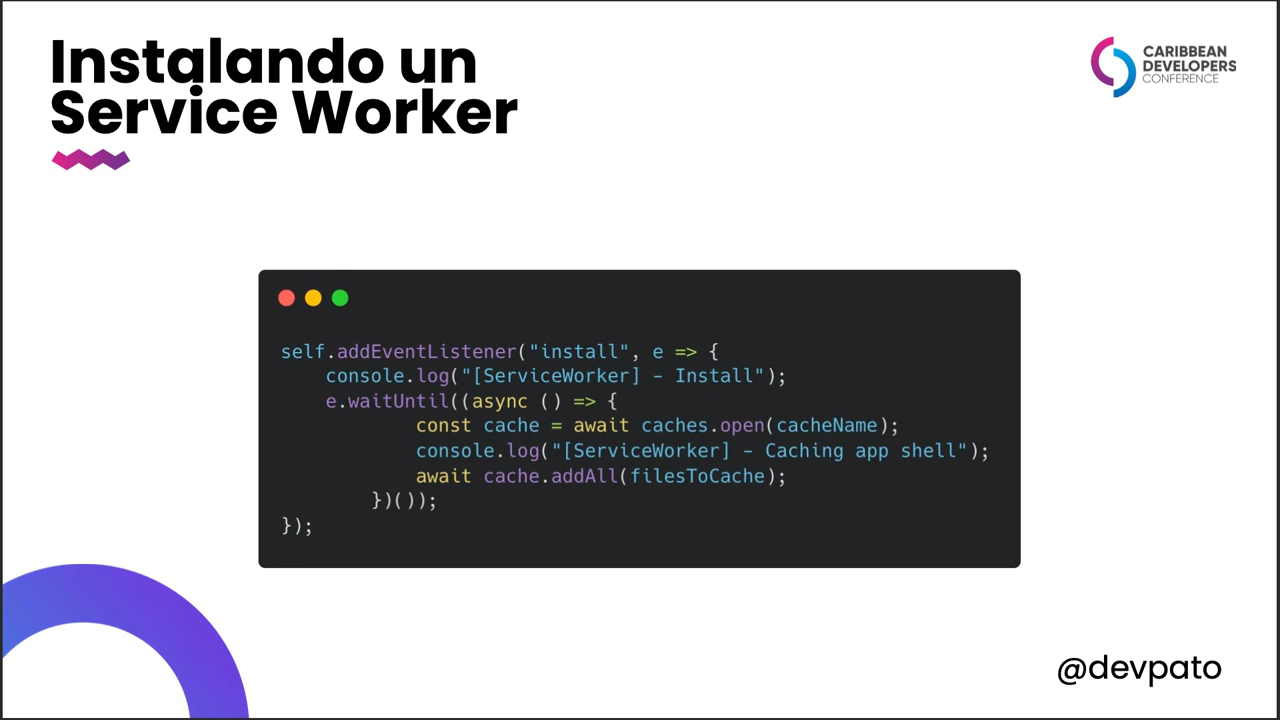 Instalando un
Service Worker
CARIBBEAN
DEVELOPERS
CONFERENCE
self.addEventListener("install", e => {
    console.log("[ServiceWorker] - Install");
    e.waitUntil((async () => {
            const cache = await caches.open(cacheName);
            console.log("[ServiceWorker] - Caching app shell");
            await cache.addAll(filesToCache);
        })());
});
@devpato